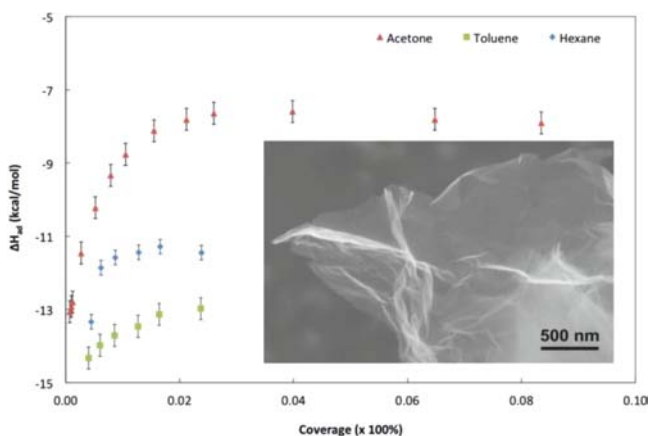 Acetone Toluene Hexane
-5
-7
-9
-11
-13
-15
ΔHad (kcal/mol)
500 nm
0.00 0.02 0.04 0.06 0.08 0.10
Coverage (x 100%)